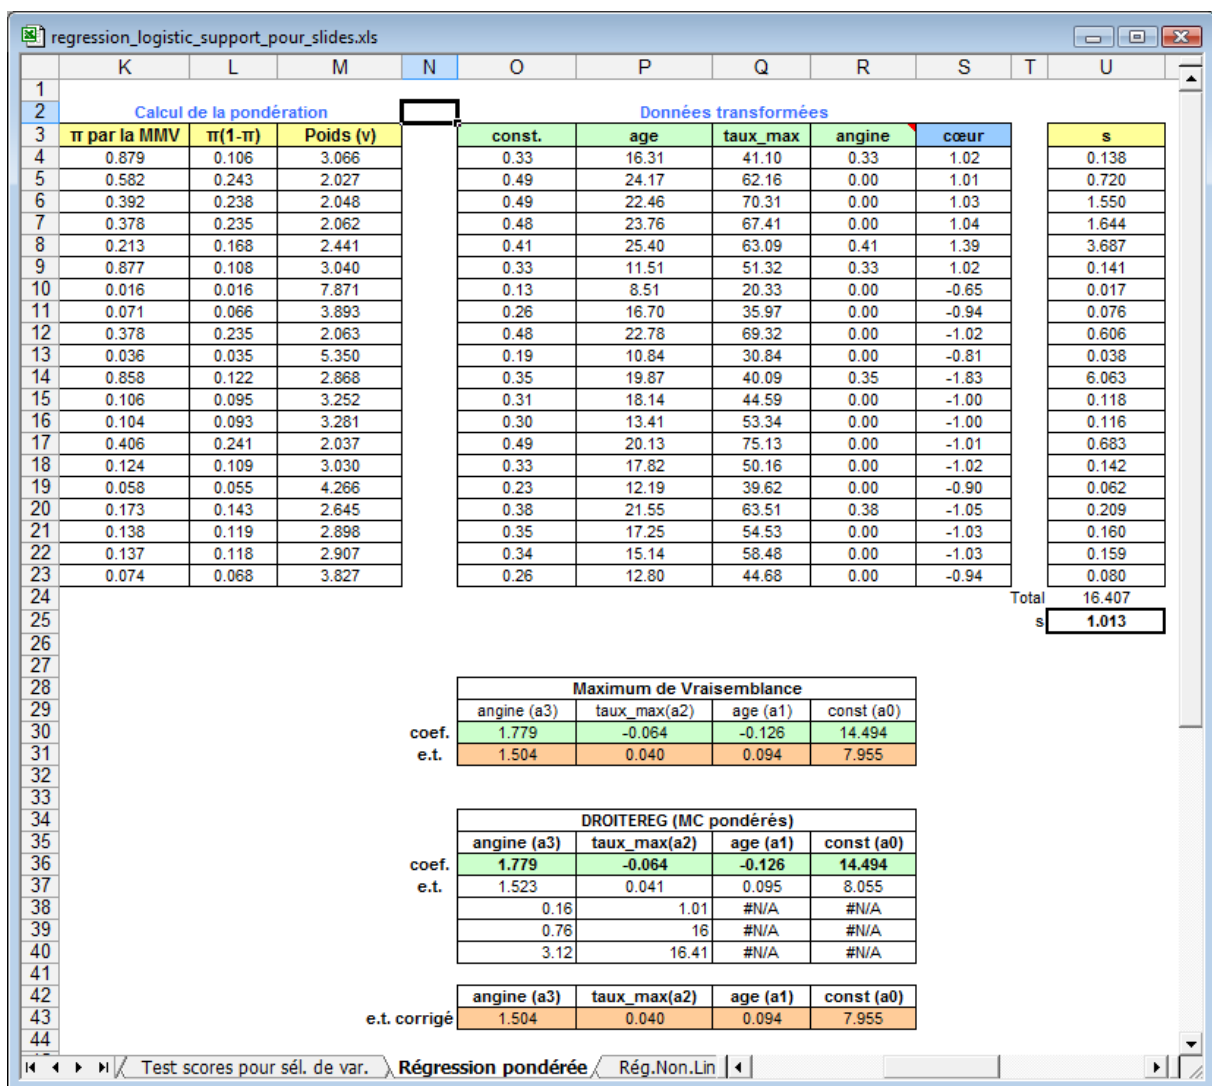 regression_logistic_support_pour_slides.xls
K L M N O P Q R S T U
1
2 Calcul de la pondération Données transformées
3 π par la MMV π(1-π) Poids (v) const. age taux_max angine cœur s
4 0.879 0.106 3.066 0.33 16.31 41.10 0.33 1.02 0.138
5 0.582 0.243 2.027 0.49 24.17 62.16 0.00 1.01 0.720
6 0.392 0.238 2.048 0.49 22.46 70.31 0.00 1.03 1.550
7 0.378 0.235 2.062 0.48 23.76 67.41 0.00 1.04 1.644
8 0.213 0.168 2.441 0.41 25.40 63.09 0.41 1.39 3.687
9 0.877 0.108 3.040 0.33 11.51 51.32 0.33 1.02 0.141
10 0.016 0.016 7.871 0.13 8.51 20.33 0.00 -0.65 0.017
11 0.071 0.066 3.893 0.26 16.70 35.97 0.00 -0.94 0.076
12 0.378 0.235 2.063 0.48 22.78 69.32 0.00 -1.02 0.606
13 0.036 0.035 5.350 0.19 10.84 30.84 0.00 -0.81 0.038
14 0.858 0.122 2.868 0.35 19.87 40.09 0.35 -1.83 6.063
15 0.106 0.095 3.252 0.31 18.14 44.59 0.00 -1.00 0.118
16 0.104 0.093 3.281 0.30 13.41 53.34 0.00 -1.00 0.116
17 0.406 0.241 2.037 0.49 20.13 75.13 0.00 -1.01 0.683
18 0.124 0.109 3.030 0.33 17.82 50.16 0.00 -1.02 0.142
19 0.058 0.055 4.266 0.23 12.19 39.62 0.00 -0.90 0.062
20 0.173 0.143 2.645 0.38 21.55 63.51 0.38 -1.05 0.209
21 0.138 0.119 2.898 0.35 17.25 54.53 0.00 -1.03 0.160
22 0.137 0.118 2.907 0.34 15.14 58.48 0.00 -1.03 0.159
23 0.074 0.068 3.827 0.26 12.80 44.68 0.00 -0.94 0.080
24 Total 16.407
25 s 1.013
26
27
28 Maximum de Vraisemblance
29 angine (a3) taux_max(a2) age (a1) const (a0)
30 coef. 1.779 -0.064 -0.126 14.494
31 e.t. 1.504 0.040 0.094 7.955
32
33
34 DROITEREG (MC pondérés)
35 angine (a3) taux_max(a2) age (a1) const (a0)
36 coef. 1.779 -0.064 -0.126 14.494
37 e.t. 1.523 0.041 0.095 8.055
38 0.16 1.01 #N/A #N/A
39 0.76 16 #N/A #N/A
40 3.12 16.41 #N/A #N/A
41
42 angine (a3) taux_max(a2) age (a1) const (a0)
43 e.t. corrigé 1.504 0.040 0.094 7.955
44
Test scores pour sél. de var. Régression pondérée Rég.Non.Lin